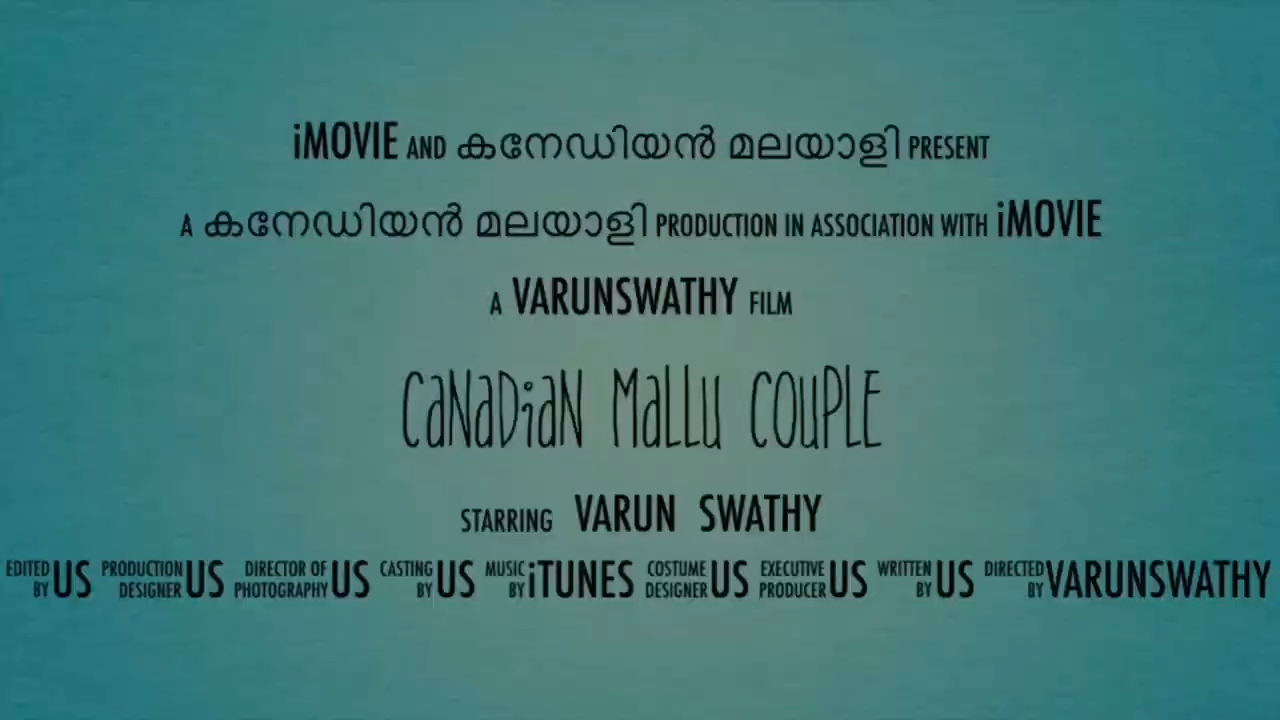 iMOVIE AND കനേഡിയൻ മലയാളി PRESENT
A കനേഡിയൻ മലയാളി PRODUCTION IN ASSOCIATION WITH iMOVIE
A VARUNSWATHY FILM
CaNaDiaN MaLLu COuPLE
STARRING VARUN SWATHY
EDITED BY US PRODUCTION DESIGNER US DIRECTOR OF PHOTOGRAPHY US CASTING BY US MUSIC BY iTUNES COSTUME DESIGNER US EXECUTIVE PRODUCER US WRITTEN BY US DIRECTED BY VARUNSWATHY